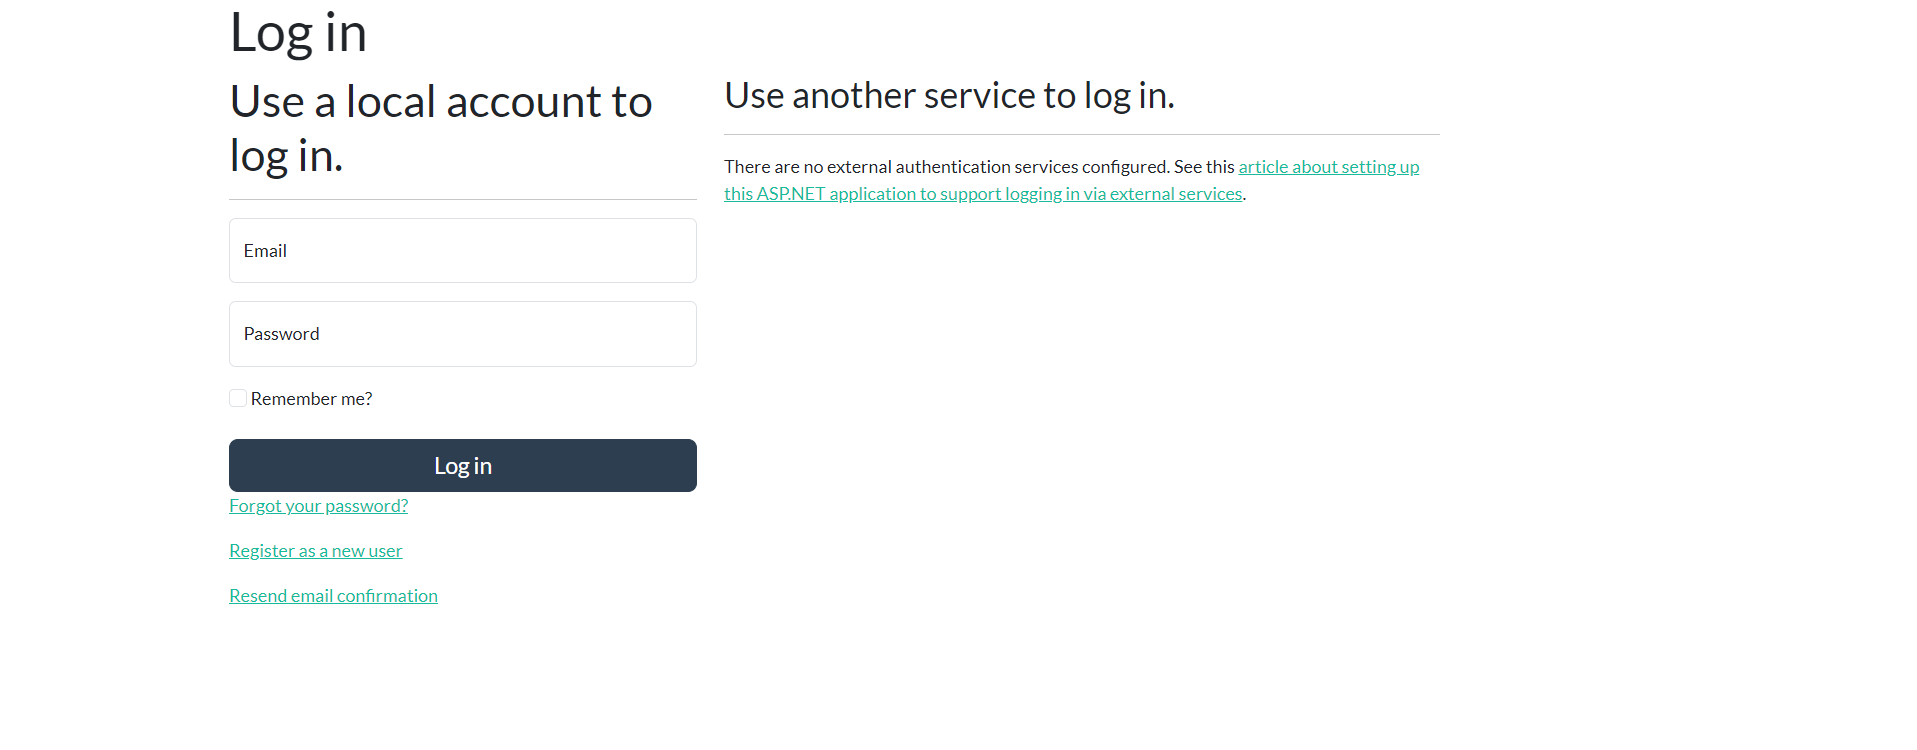 Log in
Use a local account to
log in.
Email
Password
Remember me?
Log in
Forgot your password?
Register as a new user
Resend email confirmation
Use another service to log in.
There are no external authentication services configured. See this article about setting up
this ASP.NET application to support logging in via external services.